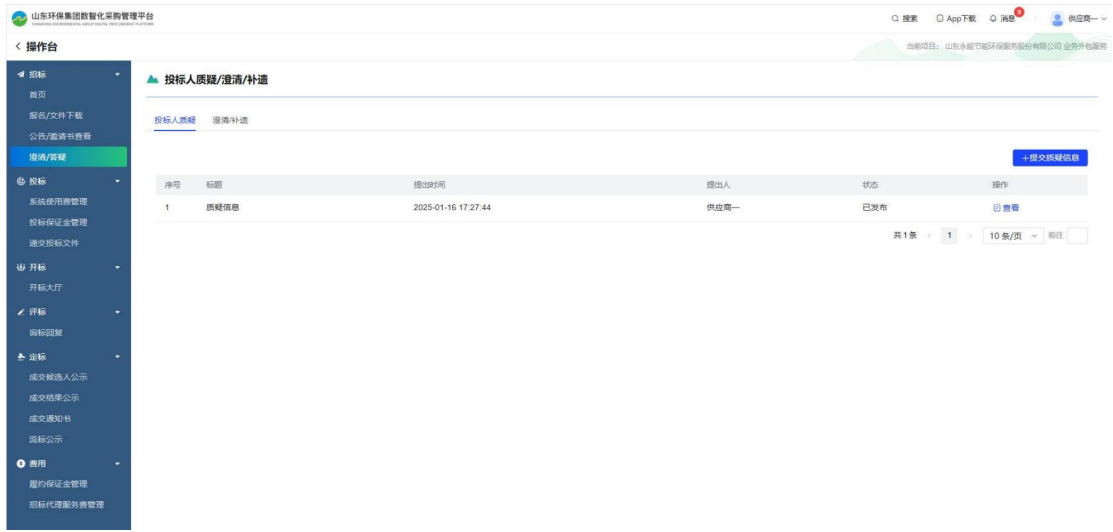 山东环保集团数智化采购管理平台
搜索 App下载 消息 9 供应商一
操作台
当前项目： 山东永能节能环保服务股份有限公司 业务外包服务
招标
首页
报名/文件下载
公告/邀请书查看
澄清/答疑
投标
系统使用费管理
投标保证金管理
递交投标文件
开标
开标大厅
评标
询标回复
定标
成交候选人公示
成交结果公示
成交通知书
流标公示
费用
履约保证金管理
招标代理服务费管理
投标人质疑/澄清/补遗
投标人质疑 澄清/补遗
+提交质疑信息
序号 标题 提出时间 提出人 状态 操作
1 质疑信息 2025-01-16 17:27:44 供应商一 已发布 查看
共1条 1 10条/页 前往